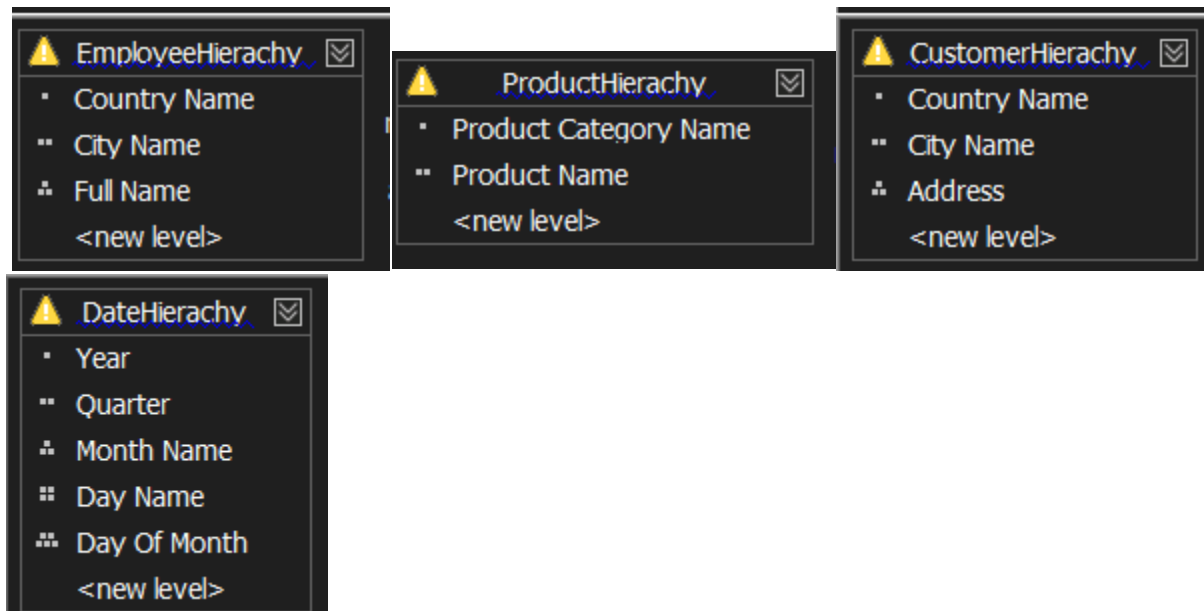 EmployeeHierachy
Country Name
City Name
Full Name
<new level>
ProductHierachy
Product Category Name
Product Name
<new level>
CustomerHierachy
Country Name
City Name
Address
<new level>
DateHierachy
Year
Quarter
Month Name
Day Name
Day Of Month
<new level>